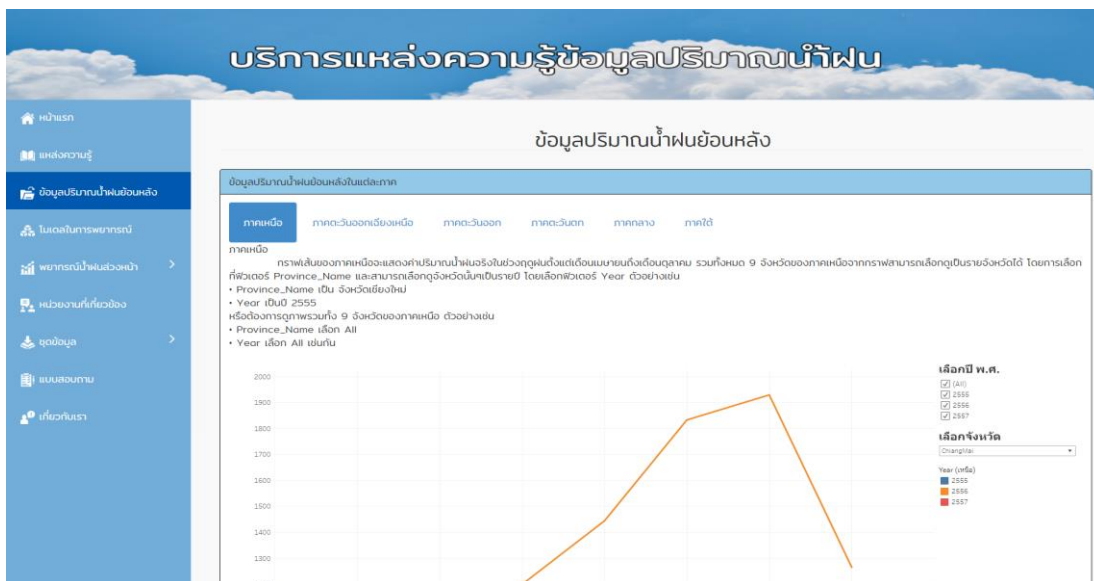 บริการแหล่งความรู้ข้อมูลปริมาณน้ำฝน
หน้าแรก
แหล่งความรู้
ข้อมูลปริมาณน้ำฝนย้อนหลัง
โมเดลในการพยากรณ์
พยากรณ์น้ำฝนล่วงหน้า
หน่วยงานที่เกี่ยวข้อง
ชุดข้อมูล
แบบสอบถาม
เกี่ยวกับเรา
ข้อมูลปริมาณน้ำฝนย้อนหลัง
ข้อมูลปริมาณน้ำฝนย้อนหลังในแต่ละภาค
ภาคเหนือ ภาคตะวันออกเฉียงเหนือ ภาคตะวันออก ภาคตะวันตก ภาคกลาง ภาคใต้
ภาคเหนือ
กราฟเส้นของภาคเหนือจะแสดงค่าปริมาณน้ำฝนจริงในช่วงฤดูฝนตั้งแต่เดือนเมษายนถึงเดือนตุลาคม รวมทั้งหมด 9 จังหวัดของภาคเหนือจากกราฟสามารถเลือกดูเป็นรายจังหวัดได้ โดยการเลือก
ที่ฟิวเตอร์ Province_Name และสามารถเลือกดูจังหวัดนั้นๆเป็นรายปี โดยเลือกฟิวเตอร์ Year ตัวอย่างเช่น
• Province_Name เป็น จังหวัดเชียงใหม่
• Year เป็นปี 2555
หรือต้องการดูภาพรวมทั้ง 9 จังหวัดของภาคเหนือ ตัวอย่างเช่น
• Province_Name เลือก All
• Year เลือก All เช่นกัน
2000
1900
1800
1700
1600
1500
1400
1300
เลือกปี พ.ศ.
(All)
2555
2556
2557
เลือกจังหวัด
ChiangMai
Year (เหนือ)
2555
2556
2557